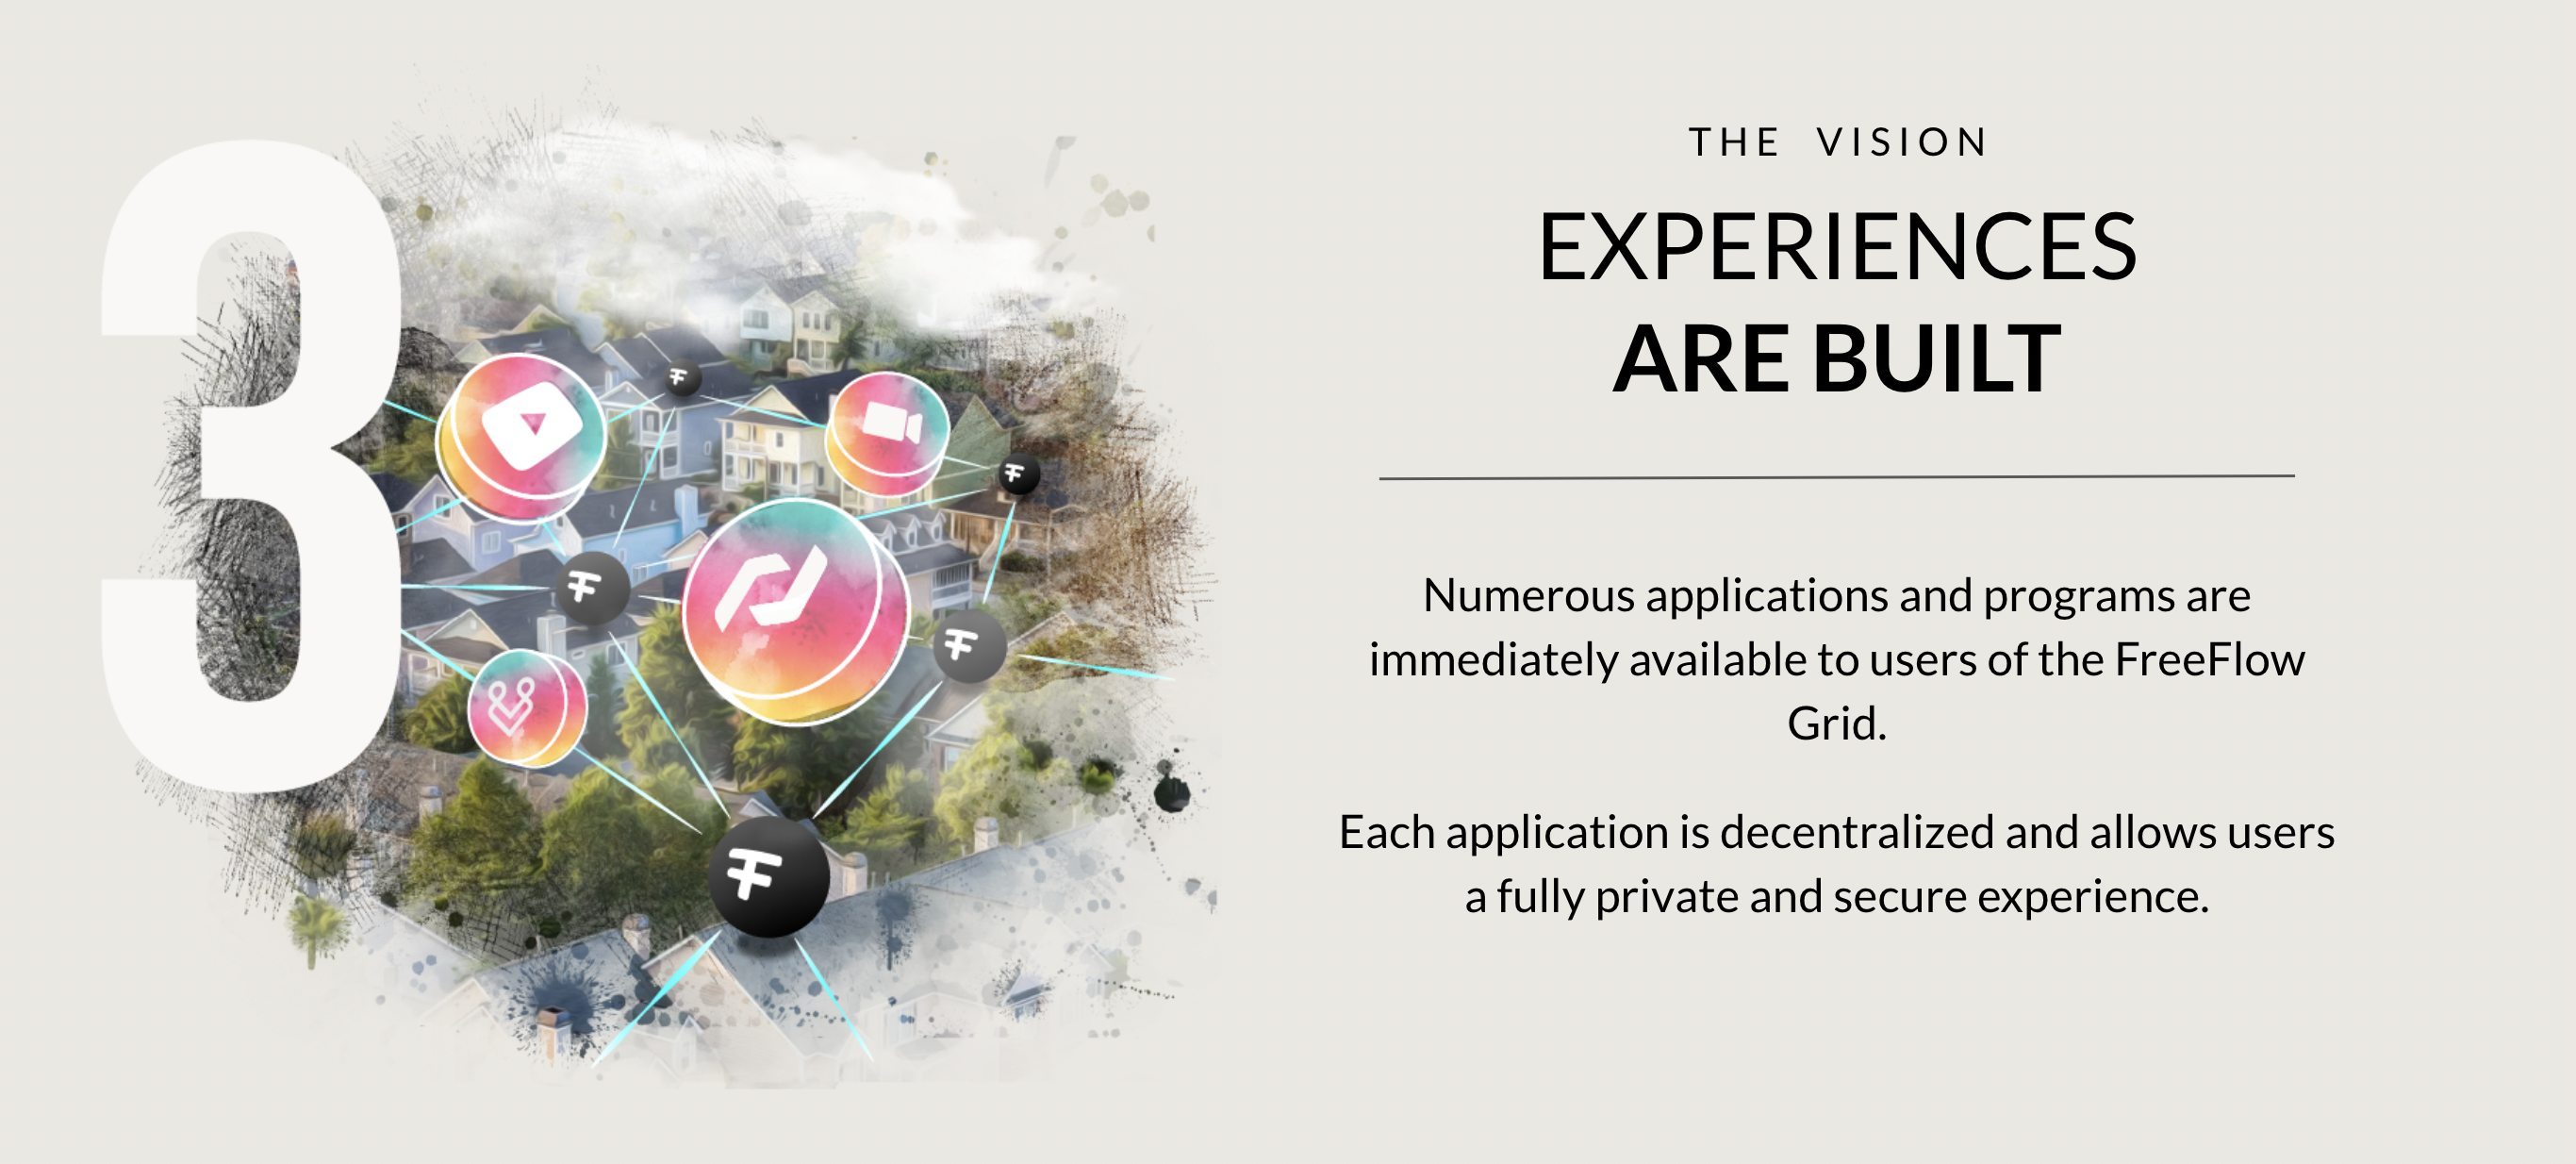 3
THE VISION
EXPERIENCES
ARE BUILT
Numerous applications and programs are
immediately available to users of the FreeFlow
Grid.
Each application is decentralized and allows users
a fully private and secure experience.